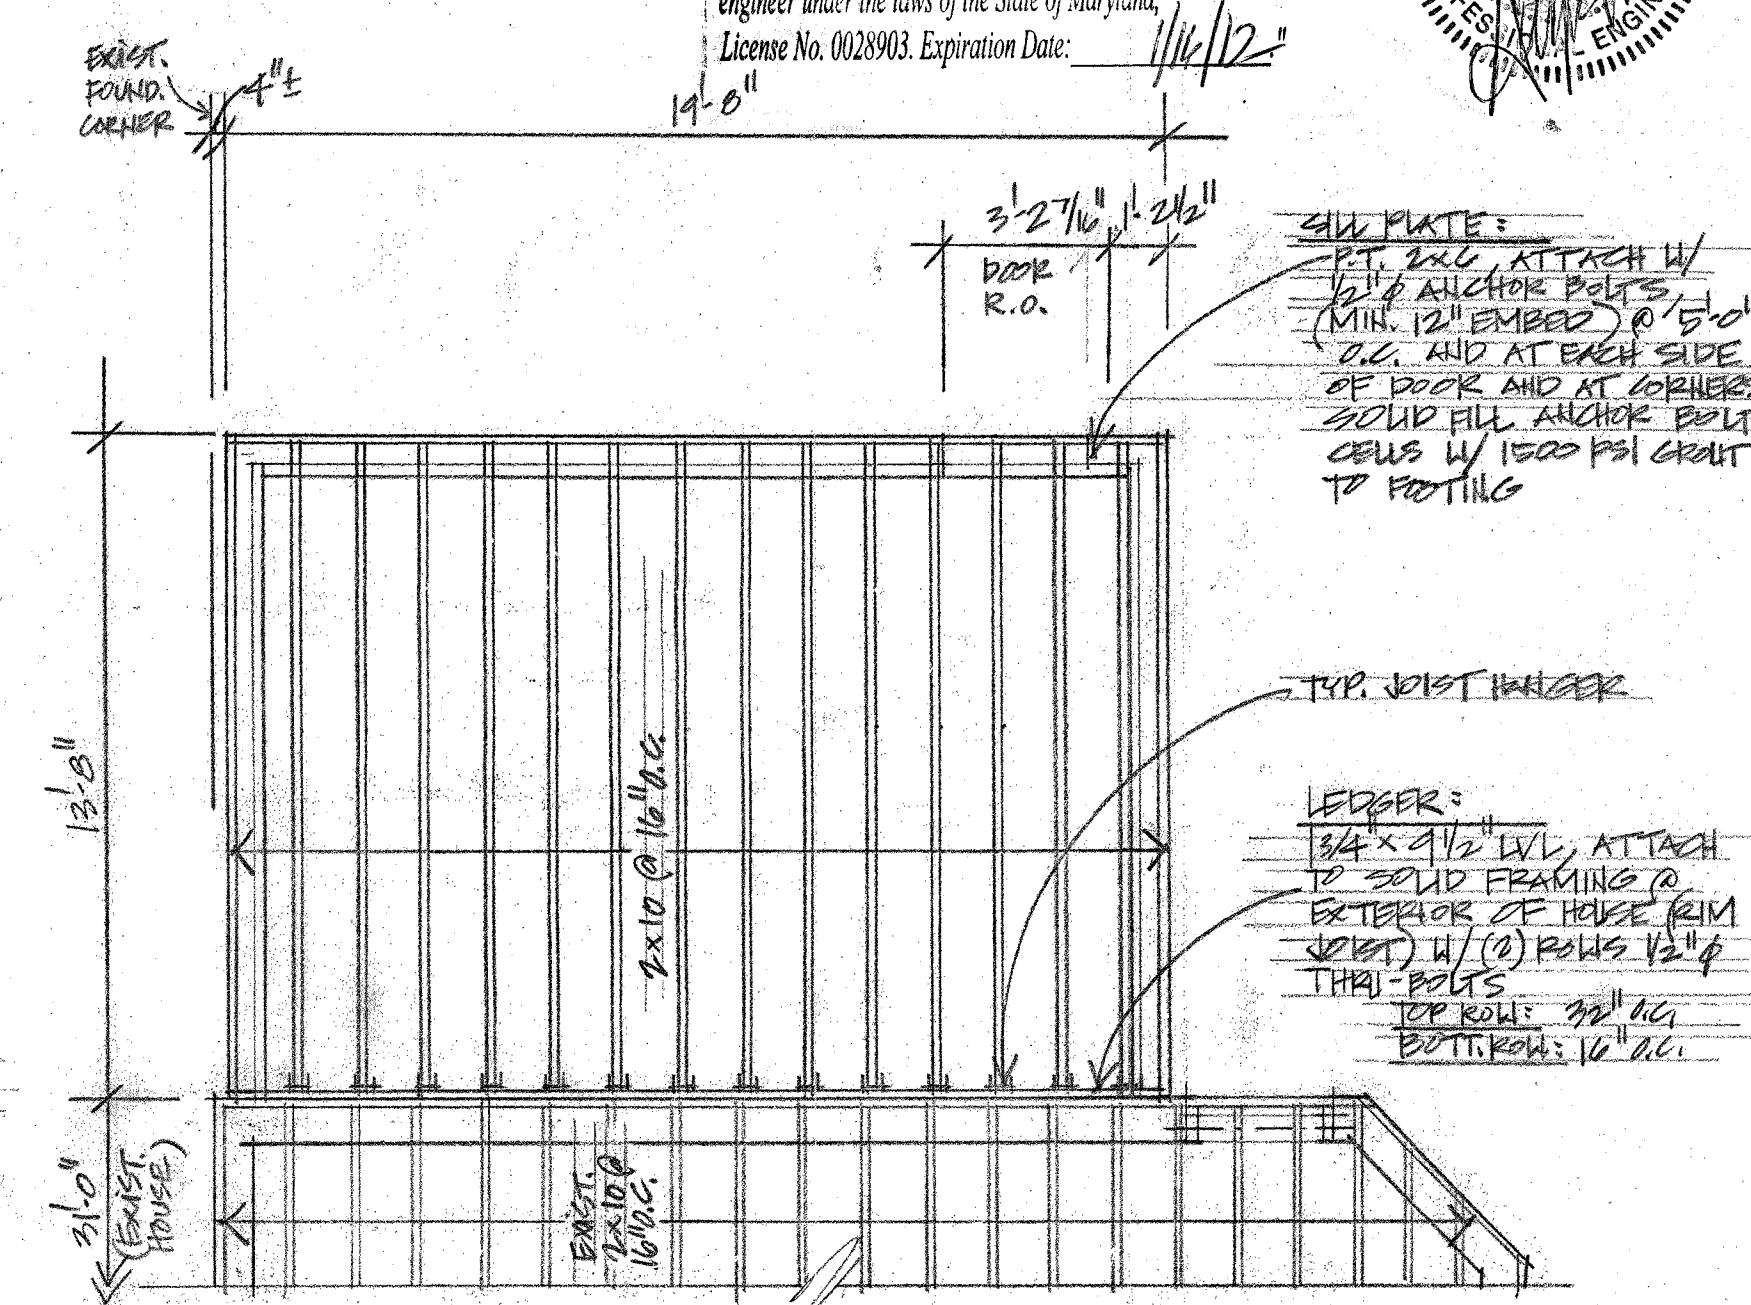 engineer under the laws of the State of Maryland,
License No. 0028903. Expiration Date: 1/16/12
FES
ENGIN
EXIST.
FOUND.
CORNER
4"±
19'-8"
3'-2 7/16"
1'-2 1/2"
DOOR
R.O.
SILL PLATE:
P.T. 2x6, ATTACH W/
1/2"φ ANCHOR BOLTS,
(MIN. 12" EMBED) @ 5'-0"
O.C. AND AT EACH SIDE
OF DOOR AND AT CORNERS.
SOLID FILL ANCHOR BOLT
CELLS W/ 1500 PSI GROUT
TO FOOTING
TYP. JOIST HANGER
13'-8"
2x10 @ 16" O.C.
LEDGER:
1 3/4" x 9 1/2" LVL, ATTACH
TO SOLID FRAMING @
EXTERIOR OF HOUSE (RIM
JOIST) W/ (2) ROWS 1/2"φ
THRU-BOLTS
TOP ROW: 32" O.C.
BOTT. ROW: 16" O.C.
31'-0"
(EXIST.
HOUSE)
EXIST.
2x10 @
16" O.C.